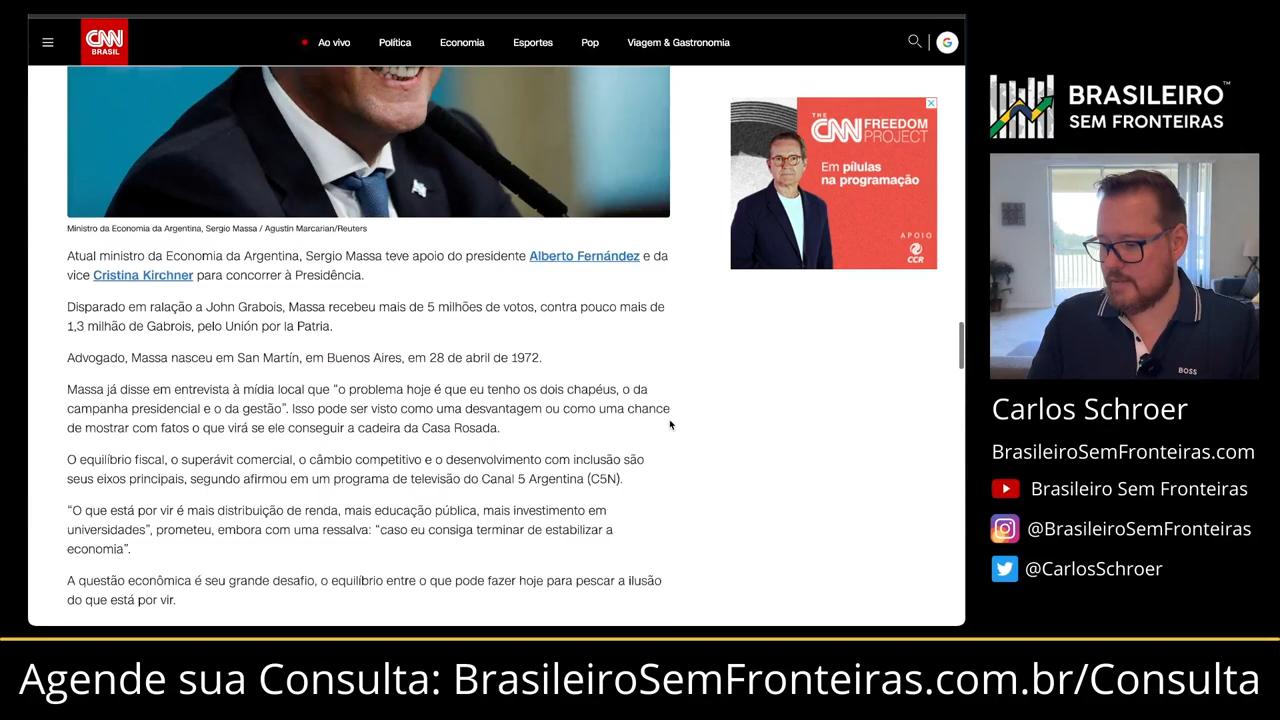 CNN
BRASIL
Ao vivo
Política
Economia
Esportes
Pop
Viagem & Gastronomia
G
THE
CNN FREEDOM
PROJECT
Em pílulas
na programação
APOIO
CCR
Ministro da Economia da Argentina, Sergio Massa / Agustin Marcarian/Reuters
Atual ministro da Economia da Argentina, Sergio Massa teve apoio do presidente Alberto Fernández e da
vice Cristina Kirchner para concorrer à Presidência.
Disparado em ralação a John Grabois, Massa recebeu mais de 5 milhões de votos, contra pouco mais de
1,3 milhão de Gabrois, pelo Unión por la Patria.
Advogado, Massa nasceu em San Martín, em Buenos Aires, em 28 de abril de 1972.
Massa já disse em entrevista à mídia local que “o problema hoje é que eu tenho os dois chapéus, o da
campanha presidencial e o da gestão”. Isso pode ser visto como uma desvantagem ou como uma chance
de mostrar com fatos o que virá se ele conseguir a cadeira da Casa Rosada.
O equilíbrio fiscal, o superávit comercial, o câmbio competitivo e o desenvolvimento com inclusão são
seus eixos principais, segundo afirmou em um programa de televisão do Canal 5 Argentina (C5N).
“O que está por vir é mais distribuição de renda, mais educação pública, mais investimento em
universidades”, prometeu, embora com uma ressalva: “caso eu consiga terminar de estabilizar a
economia”.
A questão econômica é seu grande desafio, o equilíbrio entre o que pode fazer hoje para pescar a ilusão
do que está por vir.
BRASILEIRO™
SEM FRONTEIRAS
BOSS
Carlos Schroer
BrasileiroSemFronteiras.com
Brasileiro Sem Fronteiras
@BrasileiroSemFronteiras
@CarlosSchroer
Agende sua Consulta: BrasileiroSemFronteiras.com.br/Consulta